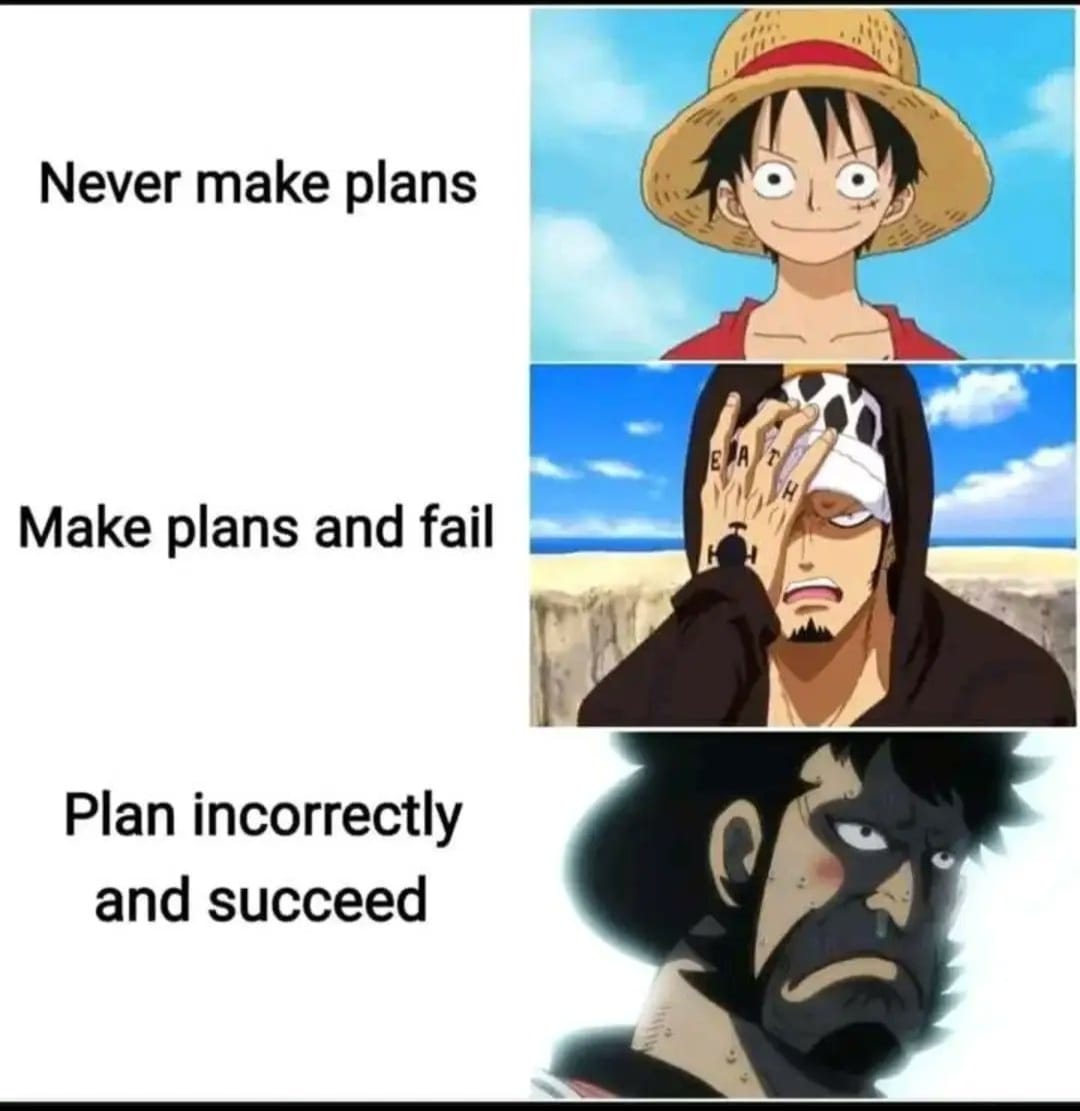 Never make plans
E A T
H
Make plans and fail
Plan incorrectly
and succeed